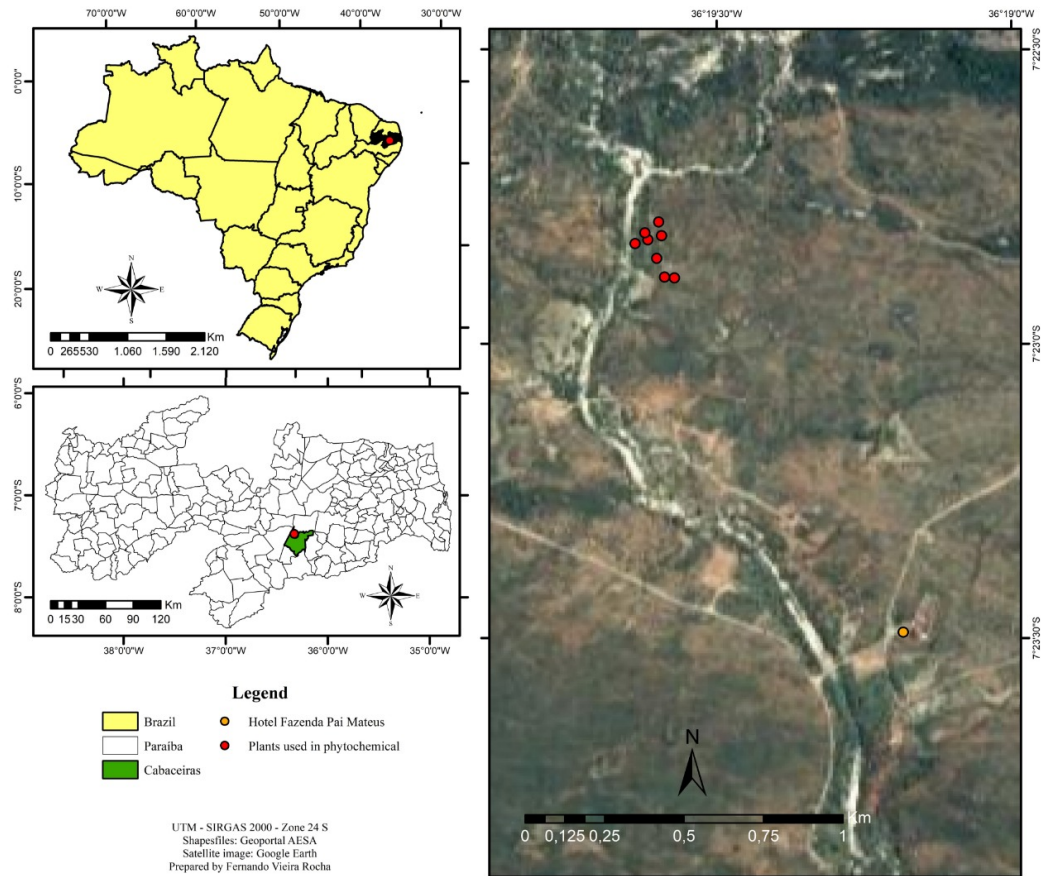 70°0'0"W 60°0'0"W 50°0'0"W 40°0'0"W 30°0'0"W
0°0'0"
10°0'0"S
20°0'0"S
N
W E
S
Km
0 265530 1.060 1.590 2.120
6°0'0"S
7°0'0"S
8°0'0"S
N
W E
S
Km
0 1530 60 90 120
38°0'0"W 37°0'0"W 36°0'0"W 35°0'0"W
Legend
Brazil
Paraiba
Cabaceiras
Hotel Fazenda Pai Mateus
Plants used in phytochemical
UTM - SIRGAS 2000 - Zone 24 S
Shapesfiles: Geoportal AESA
Satellite image: Google Earth
Prepared by Fernando Vieira Rocha
36°19'30"W 36°19'0"W
7°22'30"S
7°23'0"S
7°23'30"S
N
Km
0 0,125 0,25 0,5 0,75 1